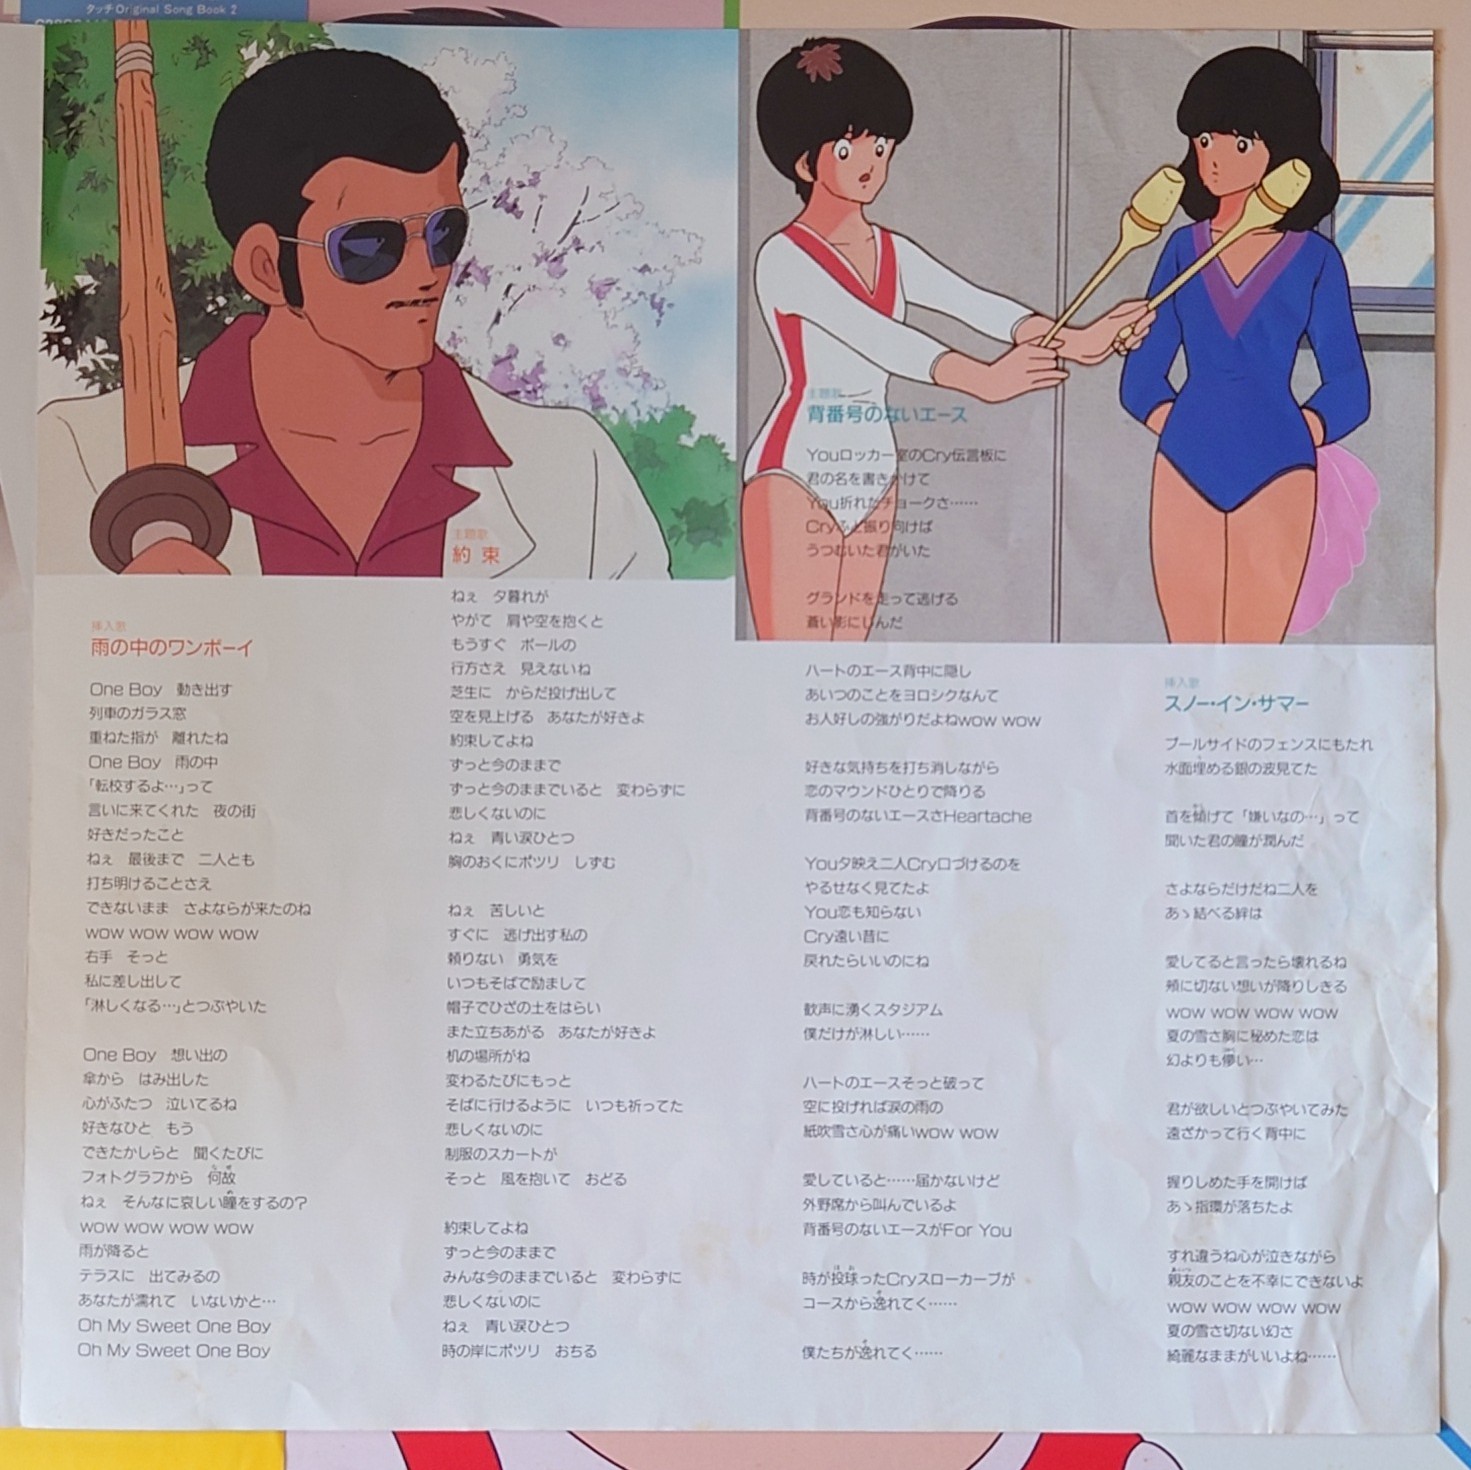 タッチOriginal Song Book 2
挿入歌
雨の中のワンボーイ
One Boy　動き出す
列車のガラス窓
重ねた指が　離れたね
One Boy　雨の中
「転校するよ…」って
言いに来てくれた　夜の街
好きだったこと
ねぇ　最後まで　二人とも
打ち明けることさえ
できないまま　さよならが来たのね
wow wow wow wow
右手　そっと
私に差し出して
「淋しくなる…」とつぶやいた
One Boy　想い出の
傘から　はみ出した
心がふたつ　泣いてるね
好きなひと　もう
できたかしらと　聞くたびに
フォトグラフから　何故
ねぇ　そんなに哀しい瞳をするの?
wow wow wow wow
雨が降ると
テラスに　出てみるの
あなたが濡れて　いないかと…
Oh My Sweet One Boy
Oh My Sweet One Boy
主題歌
約束
ねぇ　夕暮れが
やがて　肩や空を抱くと
もうすぐ　ボールの
行方さえ　見えないね
芝生に　からだ投げ出して
空を見上げる　あなたが好きよ
約束してよね
ずっと今のままで
ずっと今のままでいると　変わらずに
悲しくないのに
ねぇ　青い涙ひとつ
胸のおくにポツリ　しずむ
ねぇ　苦しいと
すぐに　逃げ出す私の
頼りない　勇気を
いつもそばで励まして
帽子でひざの土をはらい
また立ちあがる　あなたが好きよ
机の場所がね
変わるたびにもっと
そばに行けるように　いつも祈ってた
悲しくないのに
制服のスカートが
そっと　風を抱いて　おどる
約束してよね
ずっと今のままで
みんな今のままでいると　変わらずに
悲しくないのに
ねぇ　青い涙ひとつ
時の岸にポツリ　おちる
主題歌
背番号のないエース
Youロッカー室のCry伝言板に
君の名を書きかけて
You折れたチョークさ……
Cryふと振り向けば
うつむいた君がいた
グランドを走って逃げる
蒼い影にじんだ
ハートのエース背中に隠し
あいつのことをヨロシクなんて
お人好しの強がりだよねwow wow
好きな気持ちを打ち消しながら
恋のマウンドひとりで降りる
背番号のないエースさHeartache
You夕映え二人Cry口づけるのを
やるせなく見てたよ
You恋も知らない
Cry遠い昔に
戻れたらいいのにね
歓声に湧くスタジアム
僕だけが淋しい……
ハートのエースそっと破って
空に投げれば涙の雨の
紙吹雪さ心が痛いwow wow
愛していると……届かないけど
外野席から叫んでいるよ
背番号のないエースがFor You
時が投球ったCryスローカーブが
コースから逸れてく……
僕たちが逸れてく……
挿入歌
スノー・イン・サマー
プールサイドのフェンスにもたれ
水面埋める銀の波見てた
首を傾げて「嫌いなの…」って
聞いた君の瞳が潤んだ
さよならだけだね二人を
あゝ結べる絆は
愛してると言ったら壊れるね
頬に切ない想いが降りしきる
wow wow wow wow
夏の雪さ胸に秘めた恋は
幻よりも儚い…
君が欲しいとつぶやいてみた
遠ざかって行く背中に
握りしめた手を開けば
あゝ指環が落ちたよ
すれ違うね心が泣きながら
親友のことを不幸にできないよ
wow wow wow wow
夏の雪さ切ない幻さ
綺麗なままがいいよね……